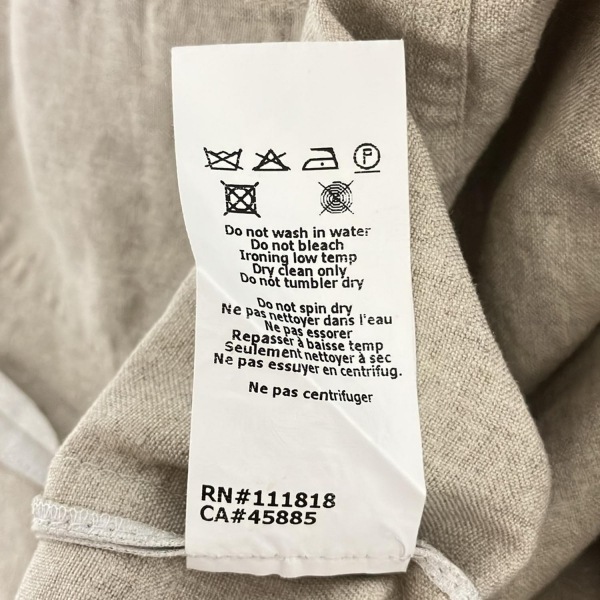 P
Do not wash in water
Do not bleach
Ironing low temp
Dry clean only
Do not tumbler dry
Do not spin dry
Ne pas nettoyer dans l'eau
Ne pas essorer
Repasser à baisse temp
Seulement nettoyer à sec
Ne pas essuyer en centrifug.
Ne pas centrifuger
RN#111818
CA#45885